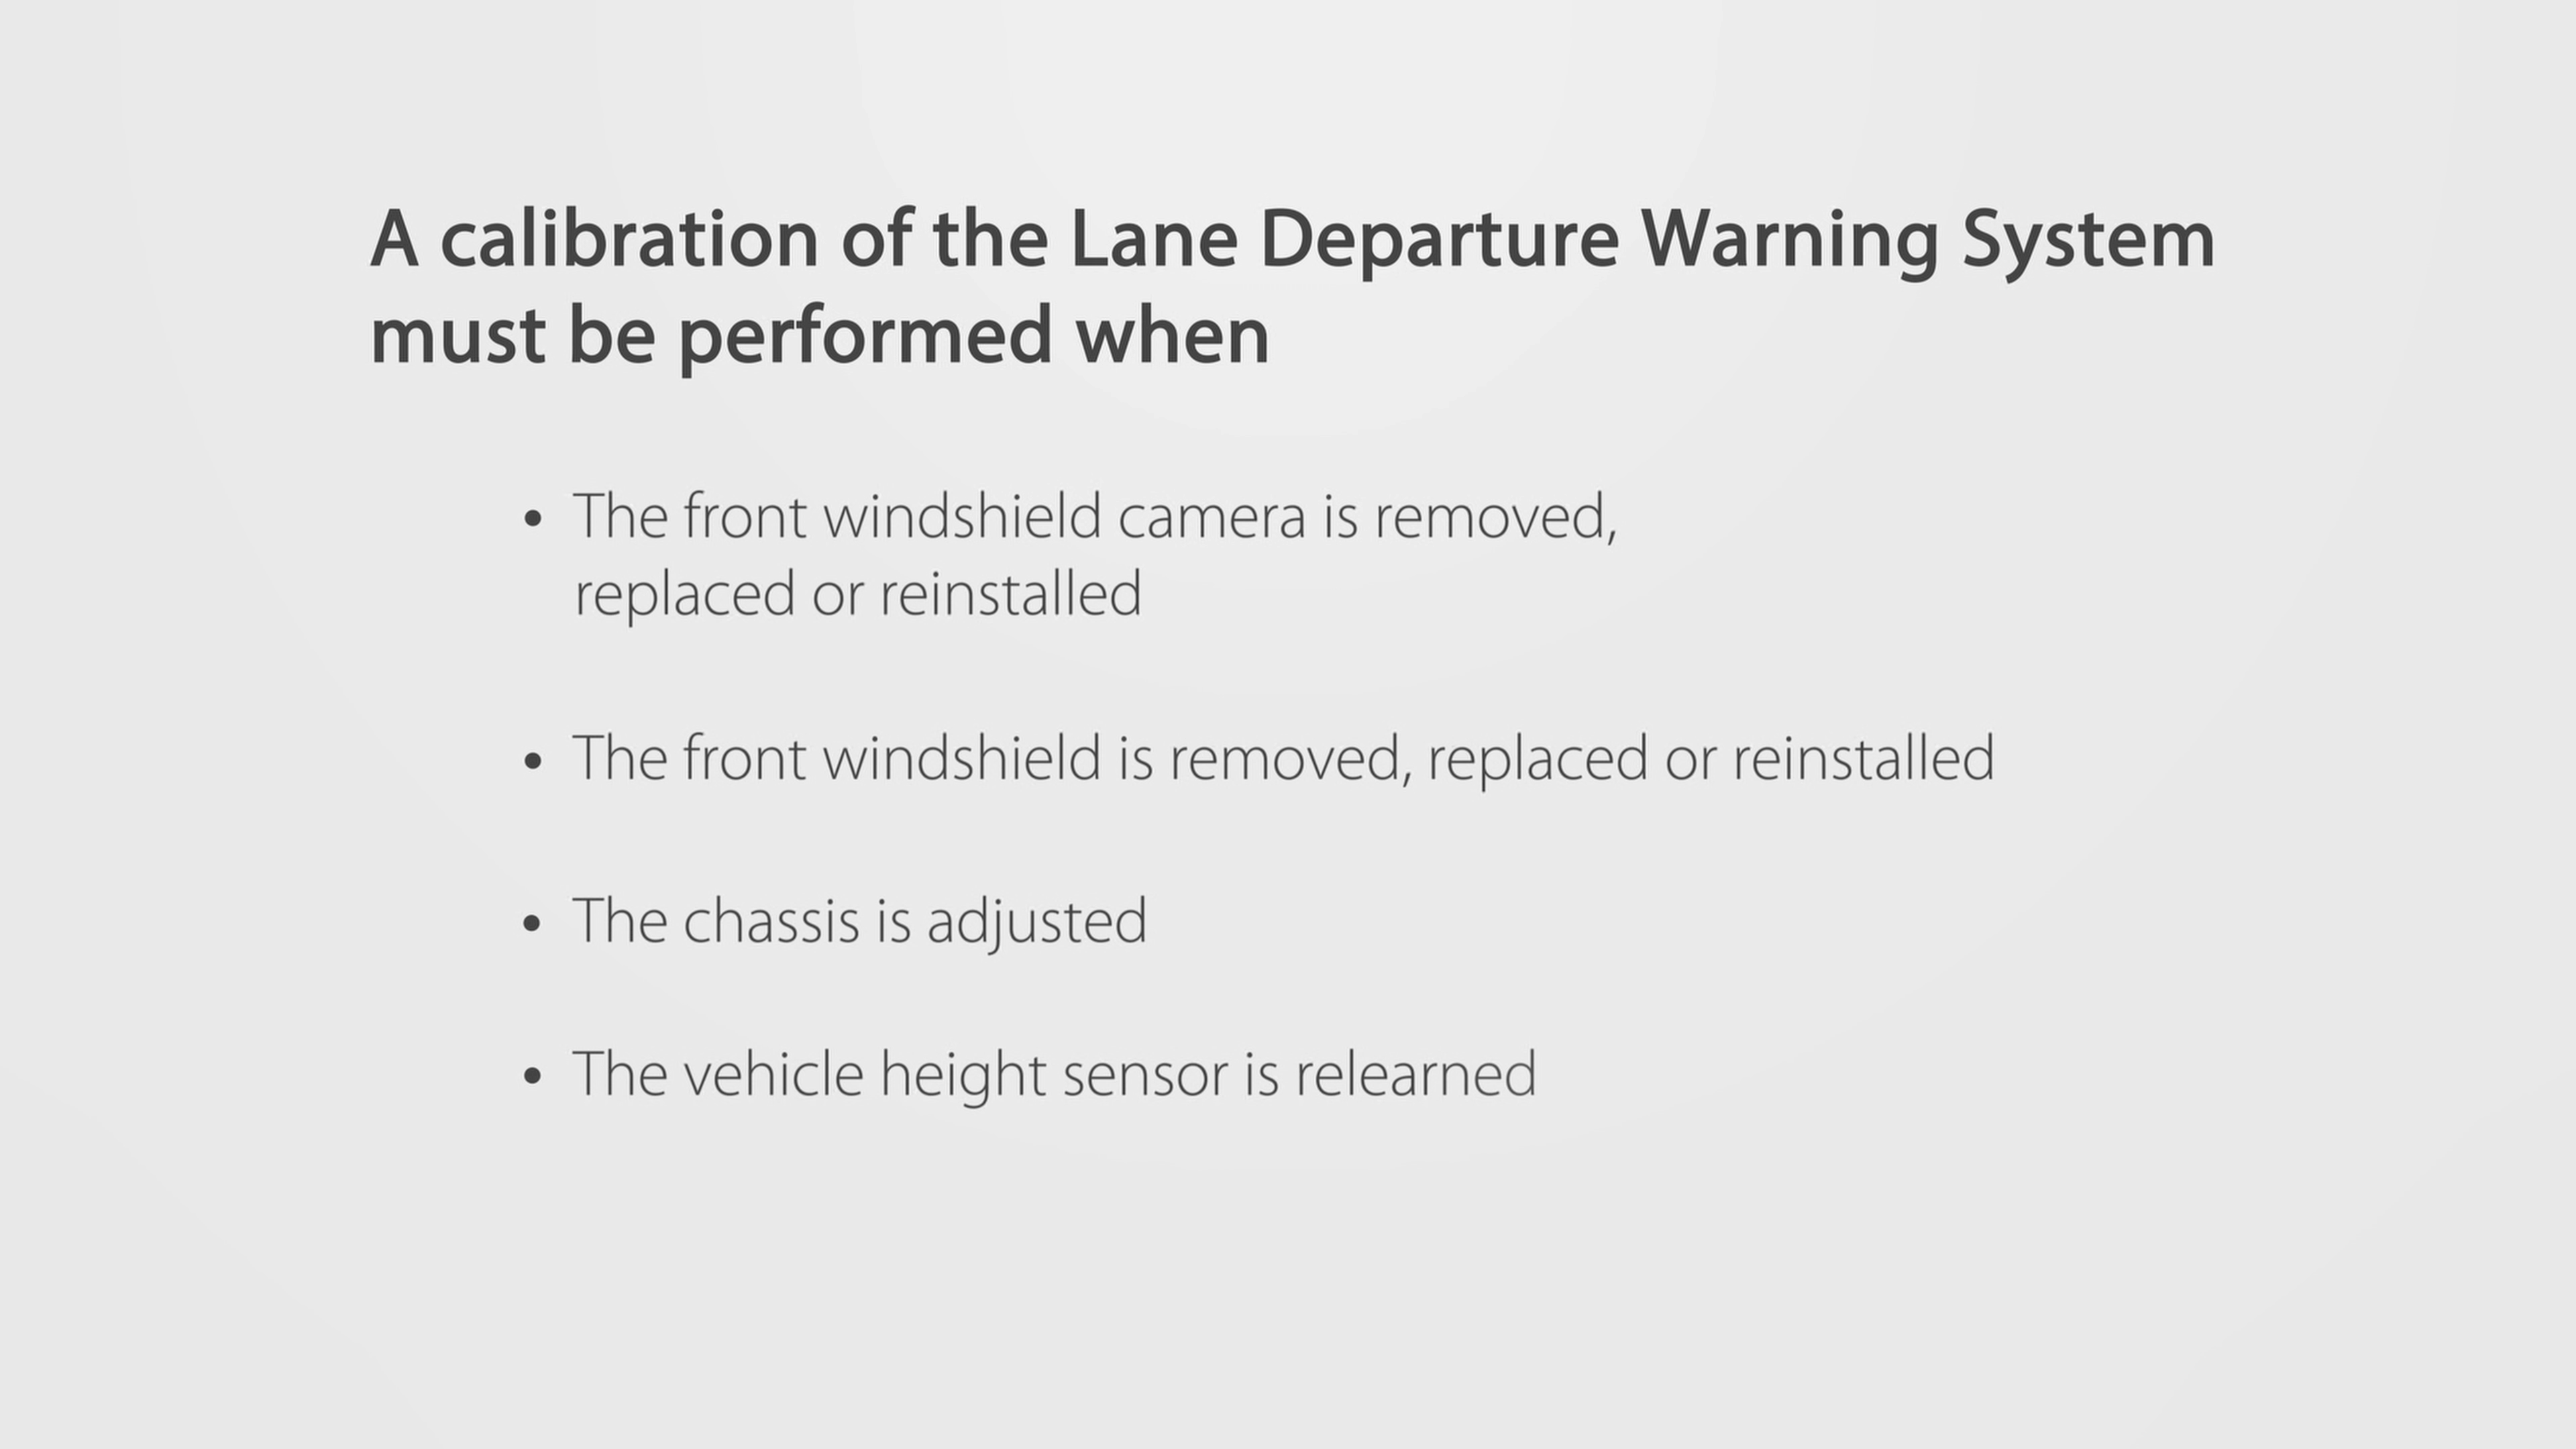 A calibration of the Lane Departure Warning System
must be performed when
• The front windshield camera is removed,
replaced or reinstalled
• The front windshield is removed, replaced or reinstalled
• The chassis is adjusted
• The vehicle height sensor is relearned